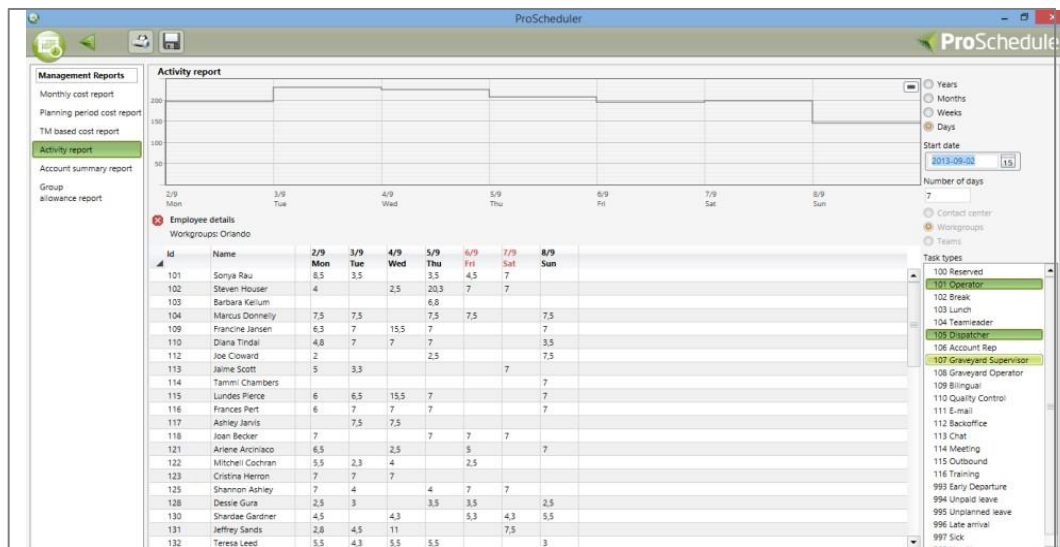 ProScheduler
ProSchedule
Management Reports
Monthly cost report
Planning period cost report
TM based cost report
Activity report
Account summary report
Group
allowance report
Activity report
200
150
100
50
2/9 3/9 4/9 5/9 6/9 7/9 8/9
Mon Tue Wed Thu Fri Sat Sun
Employee details
Workgroups: Orlando
Id Name 2/9 3/9 4/9 5/9 6/9 7/9 8/9
Mon Tue Wed Thu Fri Sat Sun
101 Sonya Rau 8,5 3,5 3,5 4,5 7
102 Steven Houser 4 2,5 20,3 7 7
103 Barbara Kellum 6,8
104 Marcus Donnelly 7,5 7,5 7,5 7,5 7,5
109 Francine Jansen 6,3 7 15,5 7 7
110 Diana Tindal 4,8 7 7 7 3,5
112 Joe Cloward 2 2,5 7,5
113 Jaime Scott 5 3,3 7
114 Tammi Chambers 7
115 Lundes Pierce 6 6,5 15,5 7 7
116 Frances Pert 6 7 7 7 7
117 Ashley Jarvis 7,5 7,5
118 Joan Becker 7 7 7 7
121 Arlene Arciniaco 6,5 2,5 5 7
122 Mitchell Cochran 5,5 2,3 4 2,5
123 Cristina Herron 7 7 7
125 Shannon Ashley 7 4 4 7 7
128 Dessie Gura 2,5 3 3,5 3,5 2,5
130 Shardae Gardner 4,5 4,3 5,3 4,3 5,5
131 Jeffrey Sands 2,8 4,5 11 7,5
132 Teresa Leed 5,5 4,3 5,5 5,5 3
Years
Months
Weeks
Days
Start date
2013-09-02 15
Number of days
7
Contact center
Workgroups
Teams
Task types
100 Reserved
101 Operator
102 Break
103 Lunch
104 Teamleader
105 Dispatcher
106 Account Rep
107 Graveyard Supervisor
108 Graveyard Operator
109 Bilingual
110 Quality Control
111 E-mail
112 Backoffice
113 Chat
114 Meeting
115 Outbound
116 Training
993 Early Departure
994 Unpaid leave
995 Unplanned leave
996 Late arrival
997 Sick